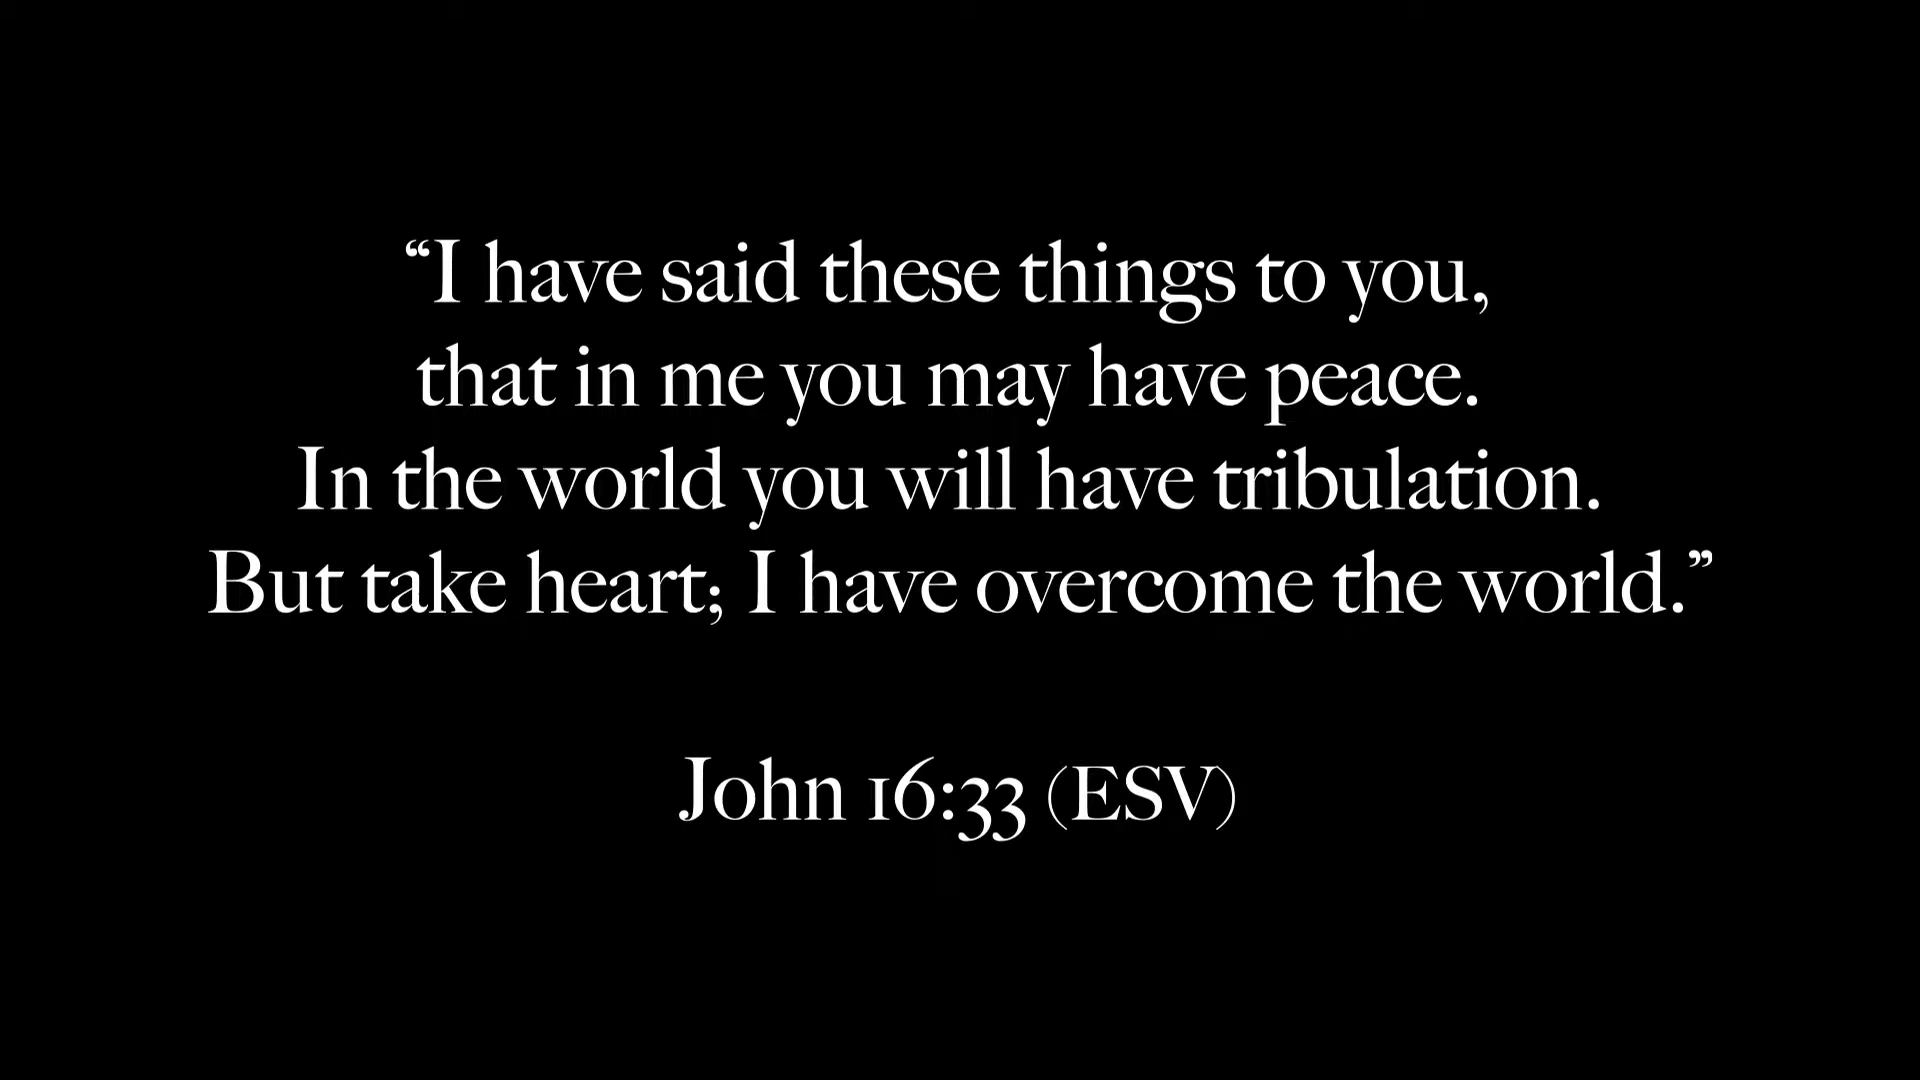 “I have said these things to you,
that in me you may have peace.
In the world you will have tribulation.
But take heart; I have overcome the world.”
John 16:33 (ESV)